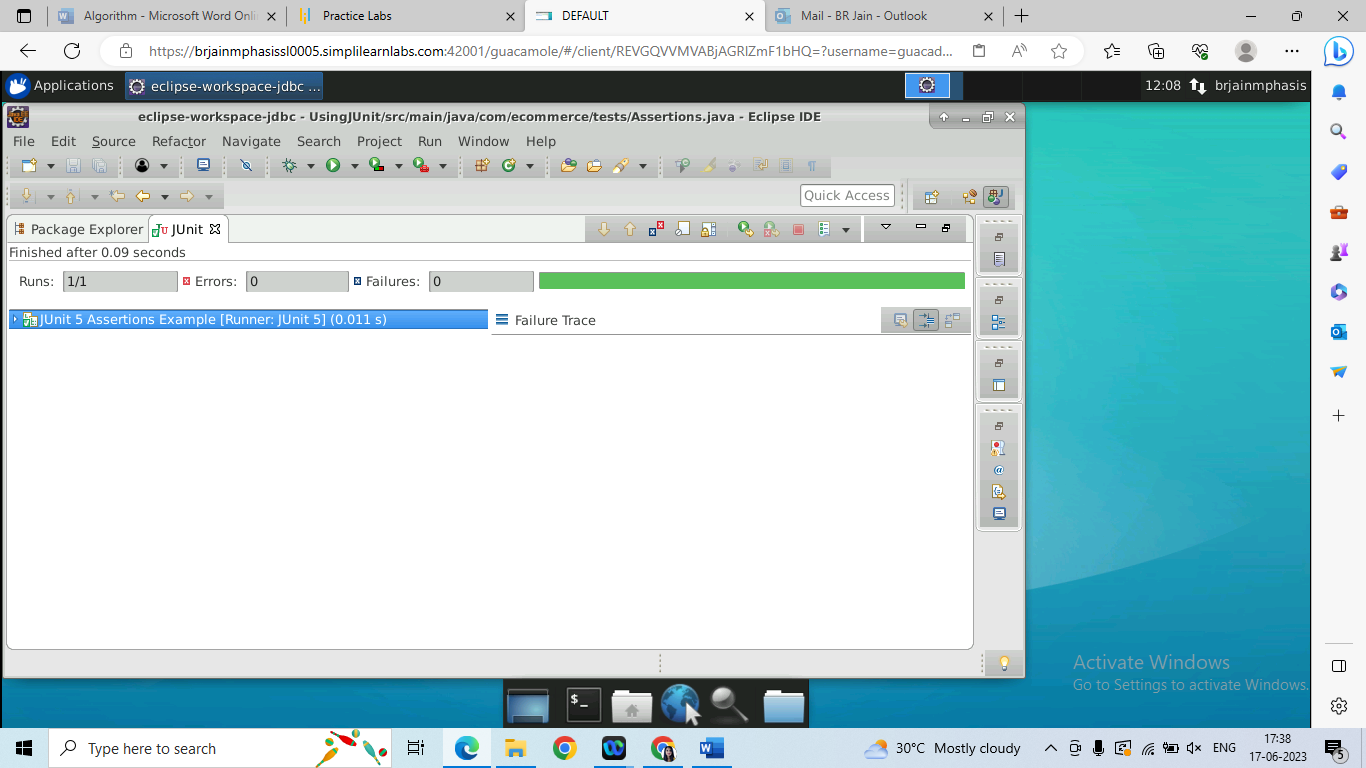 Algorithm - Microsoft Word Onli
Practice Labs
DEFAULT
Mail - BR Jain - Outlook
https://brjainmphasissl0005.simplilearnlabs.com:42001/guacamole/#/client/REVGQVVMVABjAGRlZmF1bHQ=?username=guacad...
Applications
eclipse-workspace-jdbc ...
12:08
brjainmphasis
eclipse-workspace-jdbc - UsingJUnit/src/main/java/com/ecommerce/tests/Assertions.java - Eclipse IDE
File Edit Source Refactor Navigate Search Project Run Window Help
Quick Access
Package Explorer
JUnit
Finished after 0.09 seconds
Runs: 1/1 Errors: 0 Failures: 0
JUnit 5 Assertions Example [Runner: JUnit 5] (0.011 s)
Failure Trace
Activate Windows
Go to Settings to activate Windows.
Type here to search
30°C Mostly cloudy
ENG
17:38
17-06-2023
5